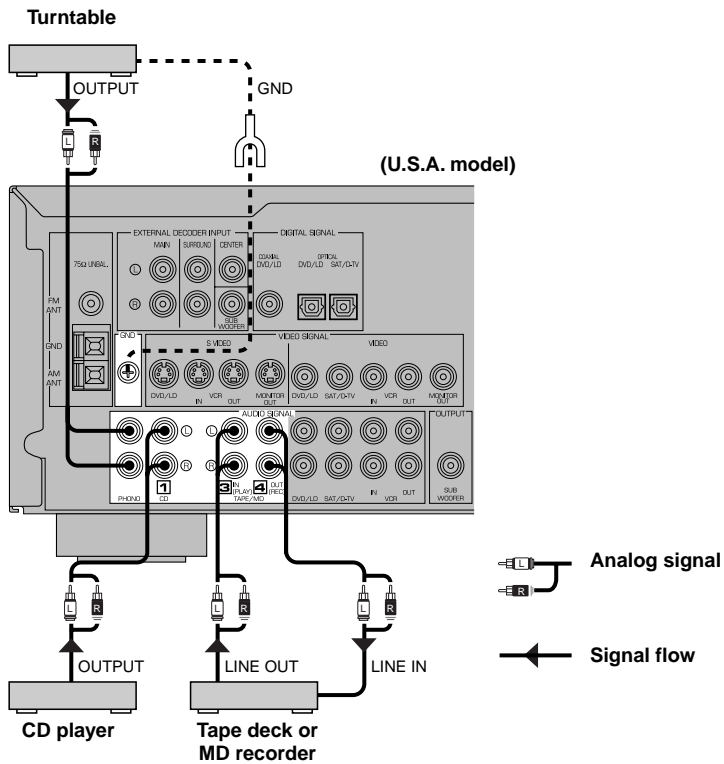 Turntable
OUTPUT
GND
L R
(U.S.A. model)
EXTERNAL DECODER INPUT
MAIN SURROUND CENTER
L
R
SUB
WOOFER
DIGITAL SIGNAL
COAXIAL OPTICAL
DVD/LD DVD/LD SAT/D-TV
75Ω UNBAL.
FM
ANT
GND
AM
ANT
GND
VIDEO SIGNAL
S VIDEO VIDEO
DVD/LD IN VCR OUT MONITOR
OUT
DVD/LD SAT/D-TV IN VCR OUT MONITOR
OUT
AUDIO SIGNAL
OUTPUT
L L
R R
1 3 IN
(PLAY) 4 OUT
(REC)
PHONO CD TAPE/MD DVD/LD SAT/D-TV IN VCR OUT
SUB
WOOFER
L R
L R
L R
OUTPUT
LINE OUT
LINE IN
CD player
Tape deck or
MD recorder
L
R
Analog signal
Signal flow